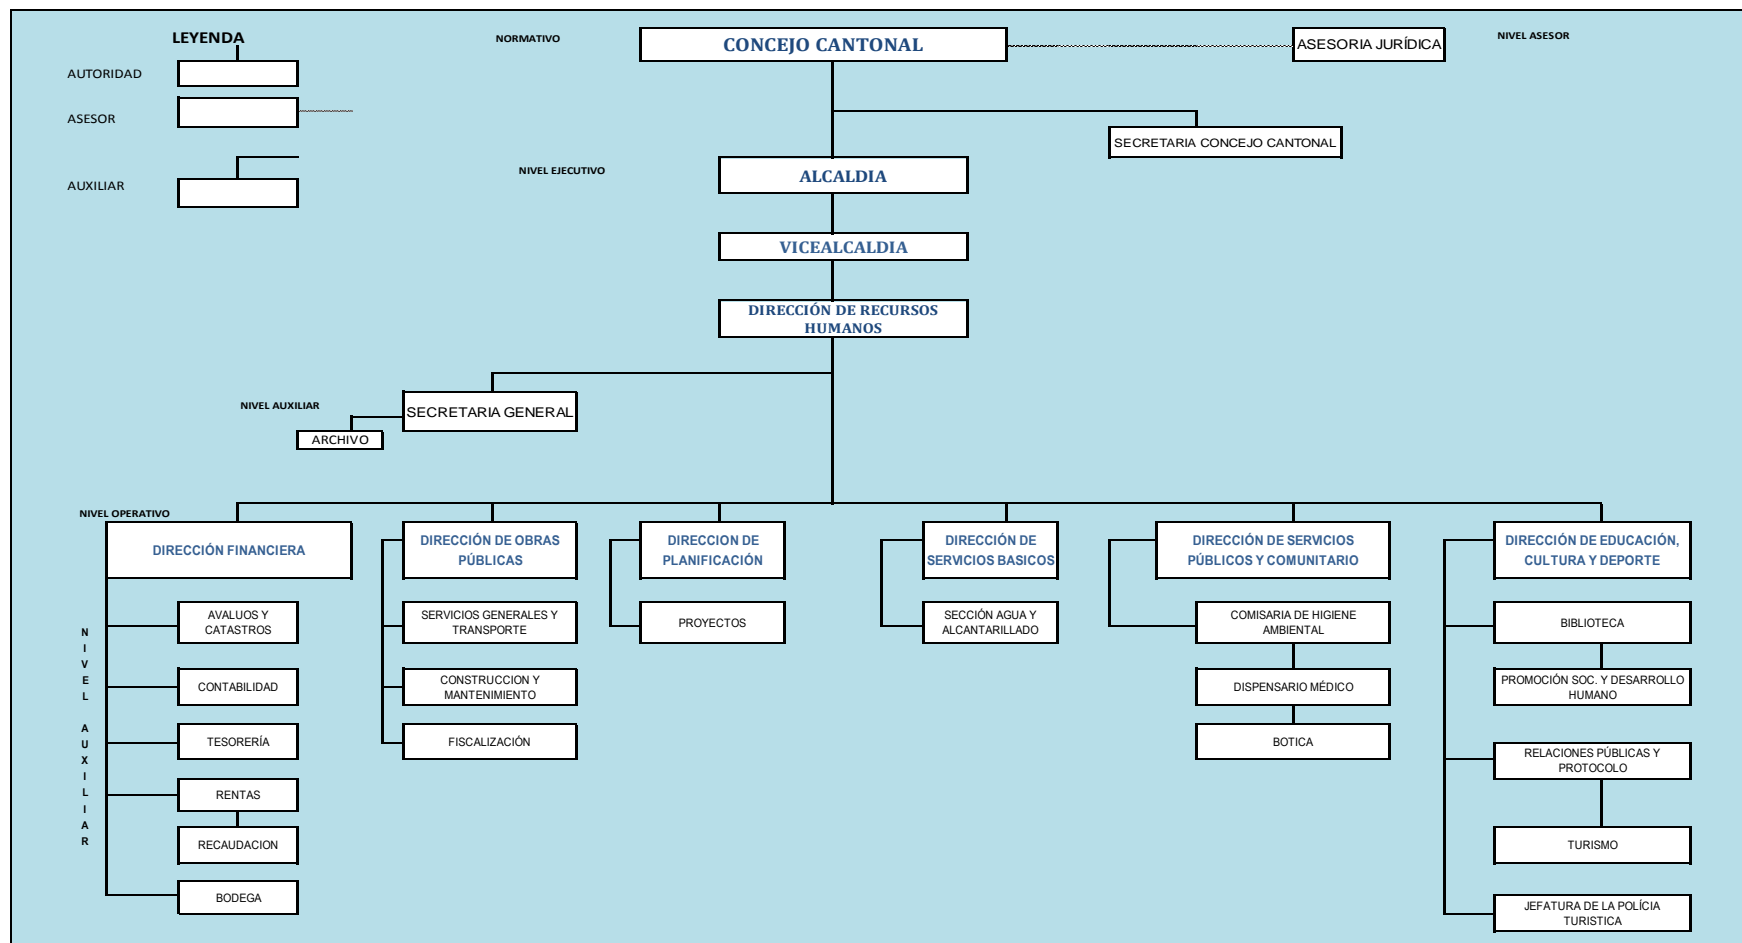 LEYENDA
AUTORIDAD
ASESOR
AUXILIAR
NORMATIVO
CONCEJO CANTONAL
ASESORIA JURÍDICA
NIVEL ASESOR
SECRETARIA CONCEJO CANTONAL
NIVEL EJECUTIVO
ALCALDIA
VICEALCALDIA
DIRECCIÓN DE RECURSOS
HUMANOS
NIVEL AUXILIAR
SECRETARIA GENERAL
ARCHIVO
NIVEL OPERATIVO
DIRECCIÓN FINANCIERA
DIRECCIÓN DE OBRAS
PÚBLICAS
DIRECCION DE
PLANIFICACIÓN
DIRECCIÓN DE
SERVICIOS BASICOS
DIRECCIÓN DE SERVICIOS
PÚBLICOS Y COMUNITARIO
DIRECCIÓN DE EDUCACIÓN,
CULTURA Y DEPORTE
NIVEL AUXILIAR
AVALUOS Y
CATASTROS
CONTABILIDAD
TESORERÍA
RENTAS
RECAUDACION
BODEGA
SERVICIOS GENERALES Y
TRANSPORTE
CONSTRUCCION Y
MANTENIMIENTO
FISCALIZACIÓN
PROYECTOS
SECCIÓN AGUA Y
ALCANTARILLADO
COMISARIA DE HIGIENE
AMBIENTAL
DISPENSARIO MÉDICO
BOTICA
BIBLIOTECA
PROMOCIÓN SOC. Y DESARROLLO
HUMANO
RELACIONES PÚBLICAS Y
PROTOCOLO
TURISMO
JEFATURA DE LA POLÍCIA
TURISTICA